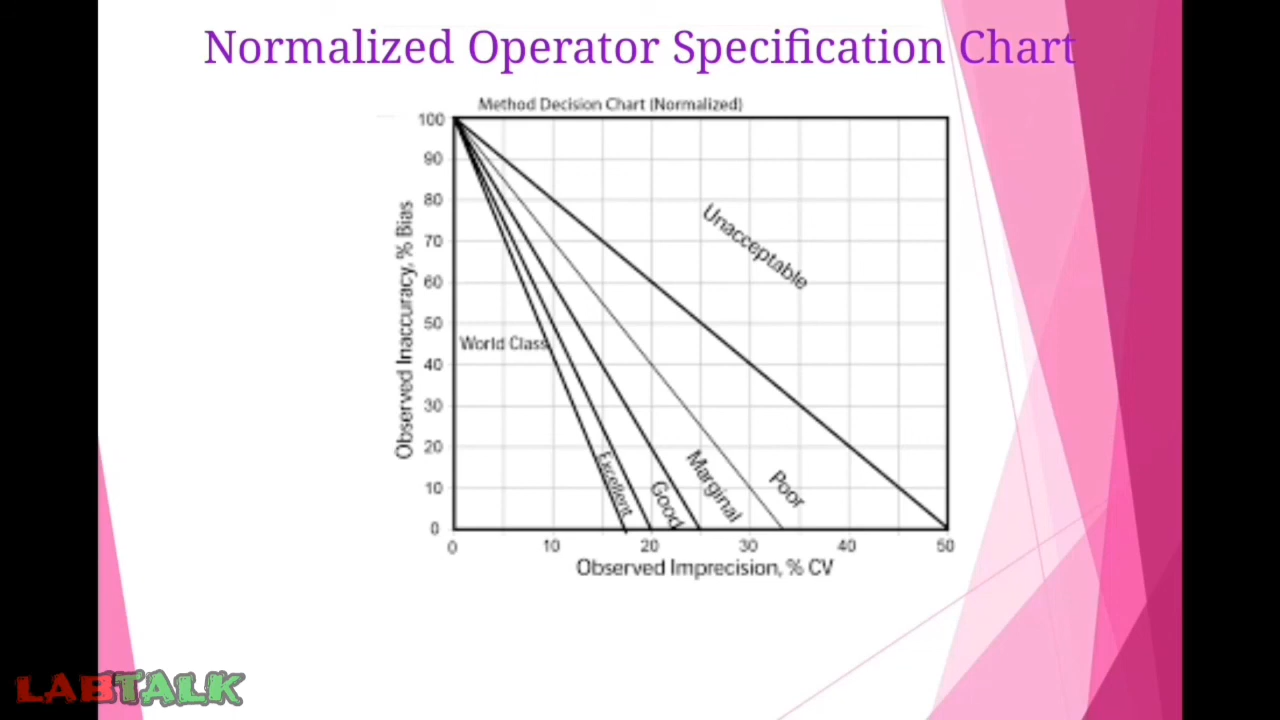 Normalized Operator Specification Chart
Method Decision Chart (Normalized)
100
90
80
70
60
50
40
30
20
10
0
Observed Inaccuracy, % Bias
Unacceptable
World Class
Excellent
Good
Marginal
Poor
0 10 20 30 40 50
Observed Imprecision, % CV
LABTALK